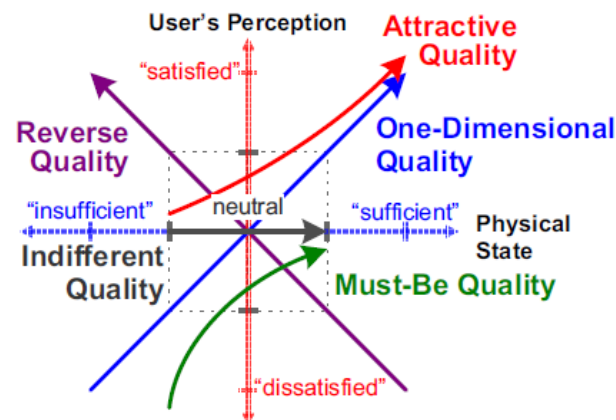 User's Perception
Attractive
Quality
“satisfied”
Reverse
Quality
One-Dimensional
Quality
“insufficient”
neutral
“sufficient”
Physical
State
Indifferent
Quality
Must-Be Quality
“dissatisfied”